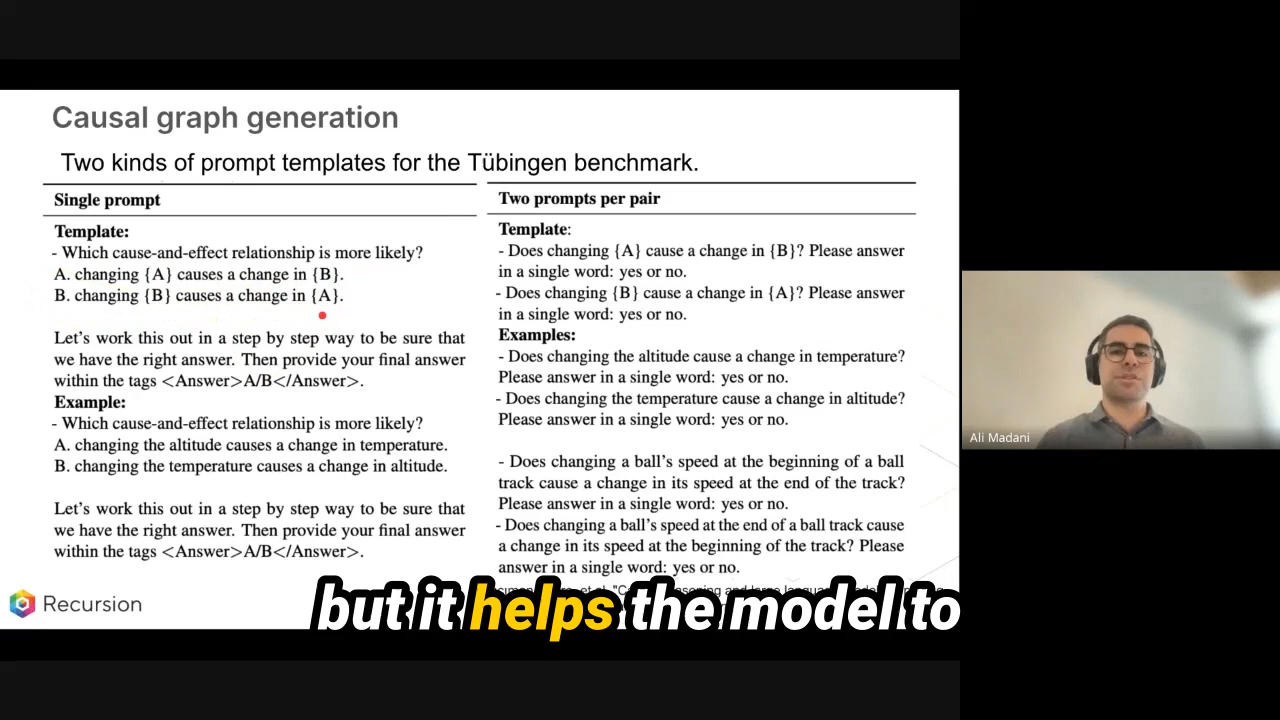 Causal graph generation
Two kinds of prompt templates for the Tübingen benchmark.
Single prompt
Template:
- Which cause-and-effect relationship is more likely?
A. changing {A} causes a change in {B}.
B. changing {B} causes a change in {A}.
Let's work this out in a step by step way to be sure that
we have the right answer. Then provide your final answer
within the tags <Answer>A/B</Answer>.
Example:
- Which cause-and-effect relationship is more likely?
A. changing the altitude causes a change in temperature.
B. changing the temperature causes a change in altitude.
Let's work this out in a step by step way to be sure that
we have the right answer. Then provide your final answer
within the tags <Answer>A/B</Answer>.
Two prompts per pair
Template:
- Does changing {A} cause a change in {B}? Please answer
in a single word: yes or no.
- Does changing {B} cause a change in {A}? Please answer
in a single word: yes or no.
Examples:
- Does changing the altitude cause a change in temperature?
Please answer in a single word: yes or no.
- Does changing the temperature cause a change in altitude?
Please answer in a single word: yes or no.
- Does changing a ball's speed at the beginning of a ball
track cause a change in its speed at the end of the track?
Please answer in a single word: yes or no.
- Does changing a ball's speed at the end of a ball track cause
a change in its speed at the beginning of the track? Please
answer in a single word: yes or no.
Recursion
but it helps the model to
Ali Madani